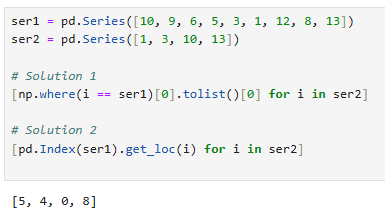 ser1 = pd.Series([10, 9, 6, 5, 3, 1, 12, 8, 13])
ser2 = pd.Series([1, 3, 10, 13])
# Solution 1
[np.where(i == ser1)[0].tolist()[0] for i in ser2]
# Solution 2
[pd.Index(ser1).get_loc(i) for i in ser2]
[5, 4, 0, 8]